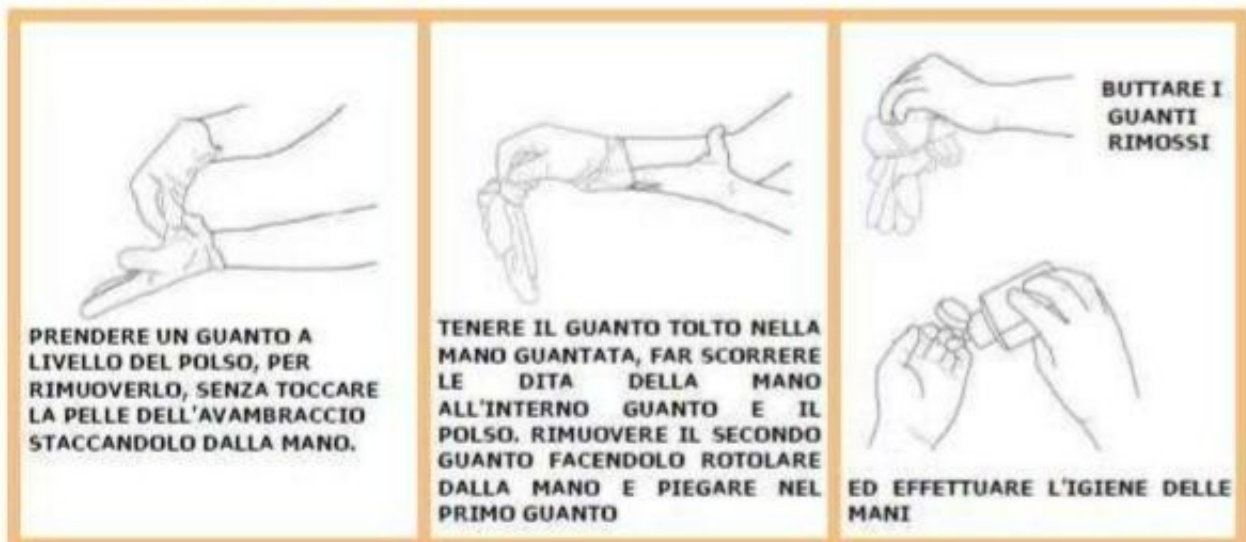 PRENDERE UN GUANTO A
LIVELLO DEL POLSO, PER
RIMUOVERLO, SENZA TOCCARE
LA PELLE DELL'AVAMBRACCIO
STACCANDOLO DALLA MANO.
TENERE IL GUANTO TOLTO NELLA
MANO GUANTATA, FAR SCORRERE
LE DITA DELLA MANO
ALL'INTERNO GUANTO E IL
POLSO. RIMUOVERE IL SECONDO
GUANTO FACENDOLO ROTOLARE
DALLA MANO E PIEGARE NEL
PRIMO GUANTO
BUTTARE I
GUANTI
RIMOSSI
ED EFFETTUARE L'IGIENE DELLE
MANI